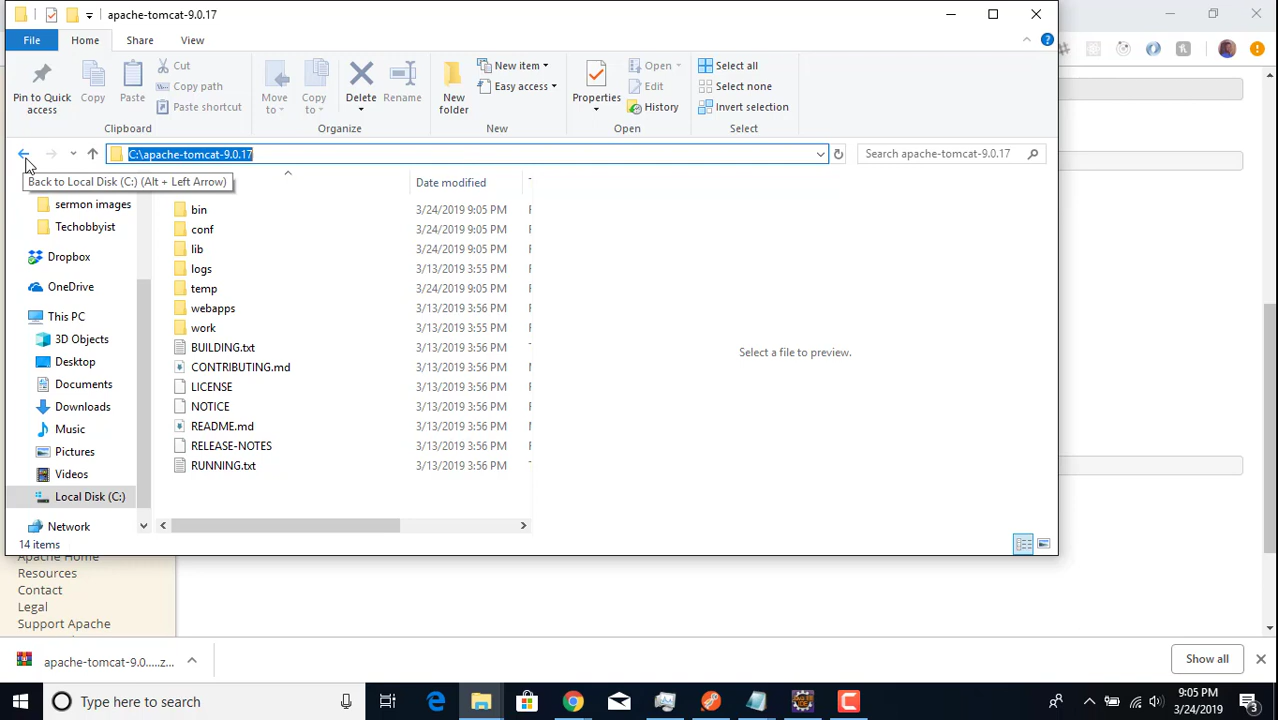 apache-tomcat-9.0.17
File Home Share View
Pin to Quick access
Copy
Paste
Cut
Copy path
Paste shortcut
Clipboard
Move to
Copy to
Delete
Rename
Organize
New folder
New item
Easy access
New
Properties
Open
Edit
History
Open
Select all
Select none
Invert selection
Select
C:\apache-tomcat-9.0.17
Search apache-tomcat-9.0.17
Back to Local Disk (C:) (Alt + Left Arrow)
Date modified
sermon images
Techobbyist
Dropbox
OneDrive
This PC
3D Objects
Desktop
Documents
Downloads
Music
Pictures
Videos
Local Disk (C:)
Network
bin 3/24/2019 9:05 PM
conf 3/24/2019 9:05 PM
lib 3/24/2019 9:05 PM
logs 3/13/2019 3:55 PM
temp 3/24/2019 9:05 PM
webapps 3/13/2019 3:56 PM
work 3/13/2019 3:55 PM
BUILDING.txt 3/13/2019 3:56 PM
CONTRIBUTING.md 3/13/2019 3:56 PM
LICENSE 3/13/2019 3:56 PM
NOTICE 3/13/2019 3:56 PM
README.md 3/13/2019 3:56 PM
RELEASE-NOTES 3/13/2019 3:56 PM
RUNNING.txt 3/13/2019 3:56 PM
Select a file to preview.
14 items
Apache Home
Resources
Contact
Legal
Support Apache
apache-tomcat-9.0.....z...
Show all
Type here to search
9:05 PM
3/24/2019
3